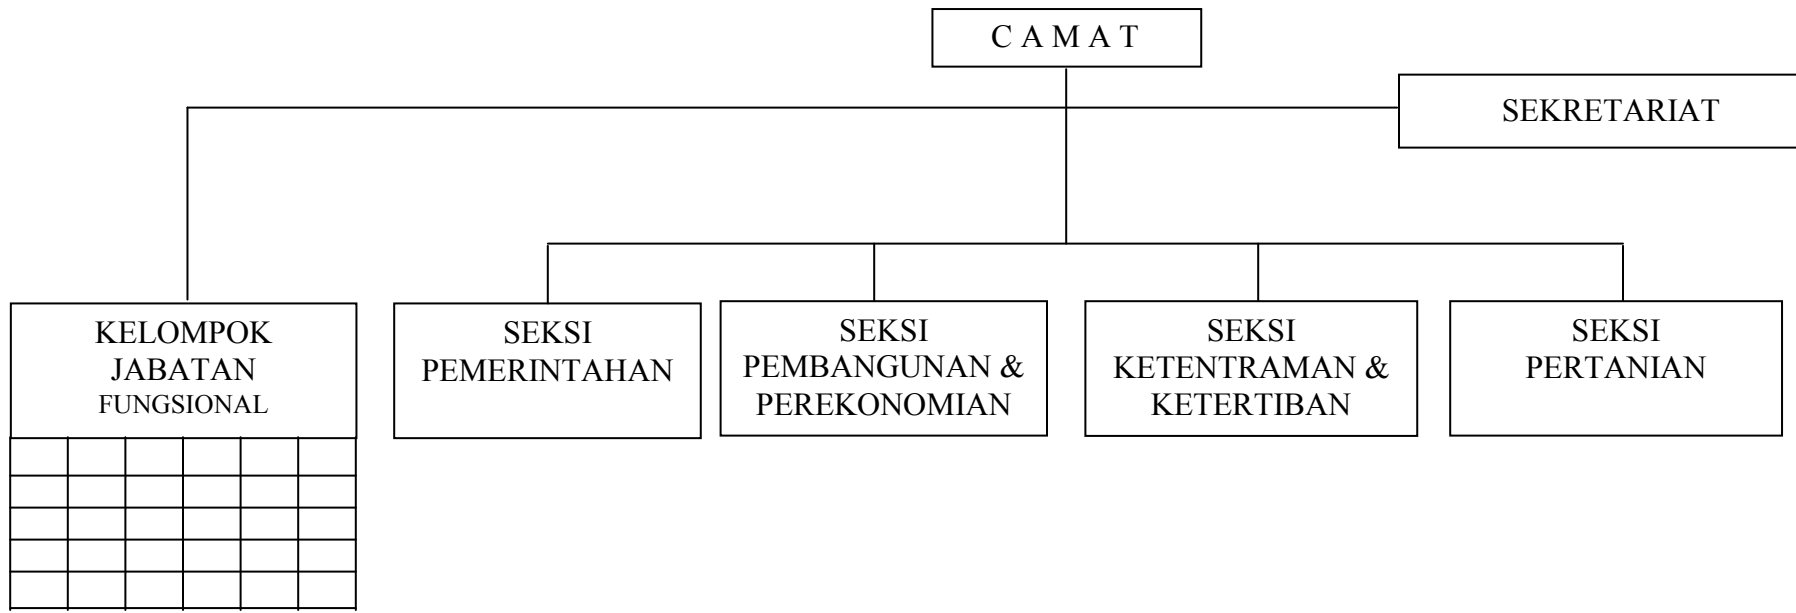 C A M A T
SEKRETARIAT
KELOMPOK
JABATAN
FUNGSIONAL
SEKSI
PEMERINTAHAN
SEKSI
PEMBANGUNAN &
PEREKONOMIAN
SEKSI
KETENTRAMAN &
KETERTIBAN
SEKSI
PERTANIAN